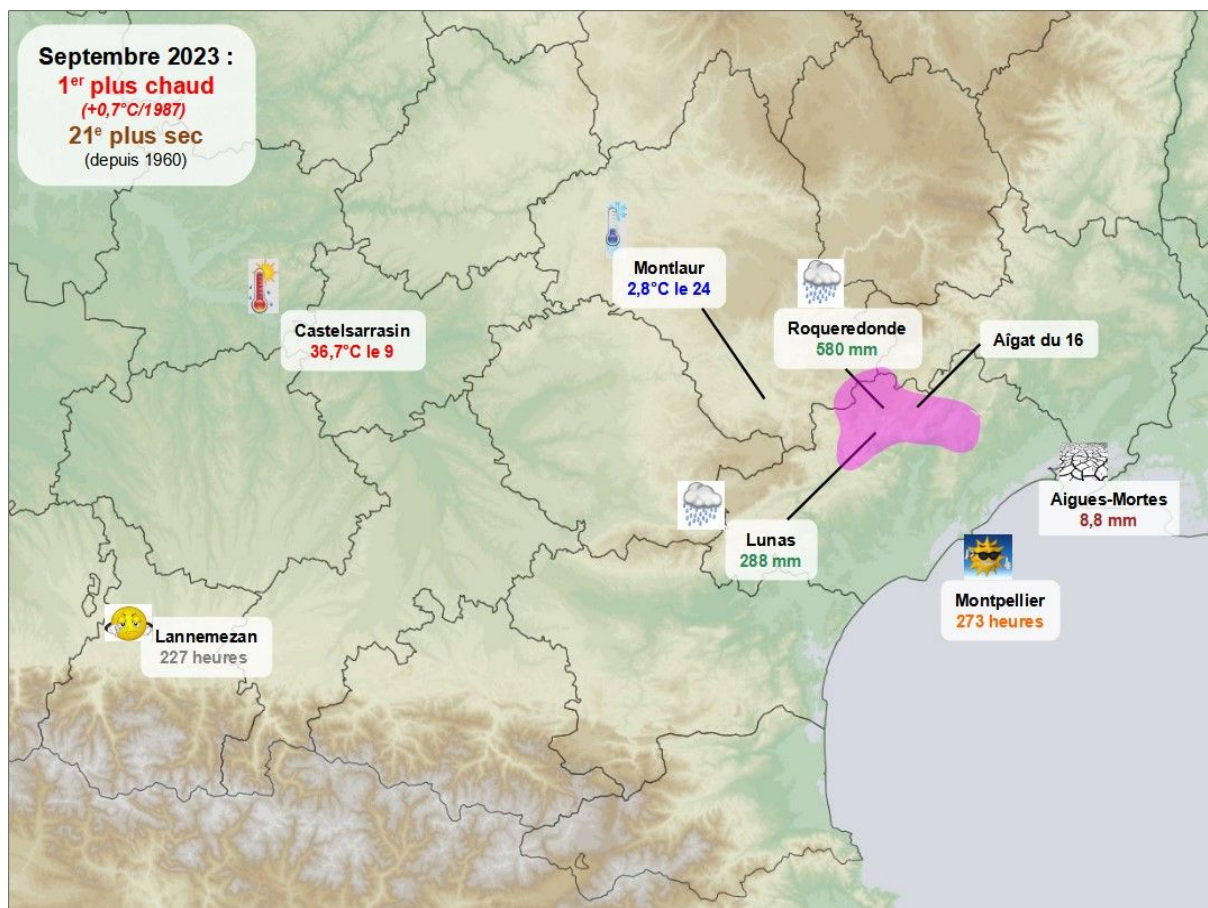 Septembre 2023 :
1er plus chaud
(+0,7°C/1987)
21e plus sec
(depuis 1960)
Montlaur
2,8°C le 24
Roqueredonde
580 mm
Aîgat du 16
Castelsarrasin
36,7°C le 9
Aigues-Mortes
8,8 mm
Lunas
288 mm
Montpellier
273 heures
Lannemezan
227 heures